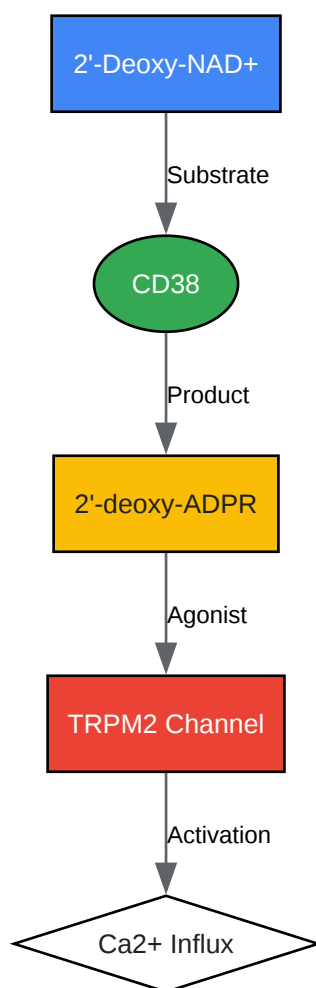 2'-Deoxy-NAD+
Substrate
CD38
Product
2'-deoxy-ADPR
Agonist
TRPM2 Channel
Activation
Ca2+ Influx